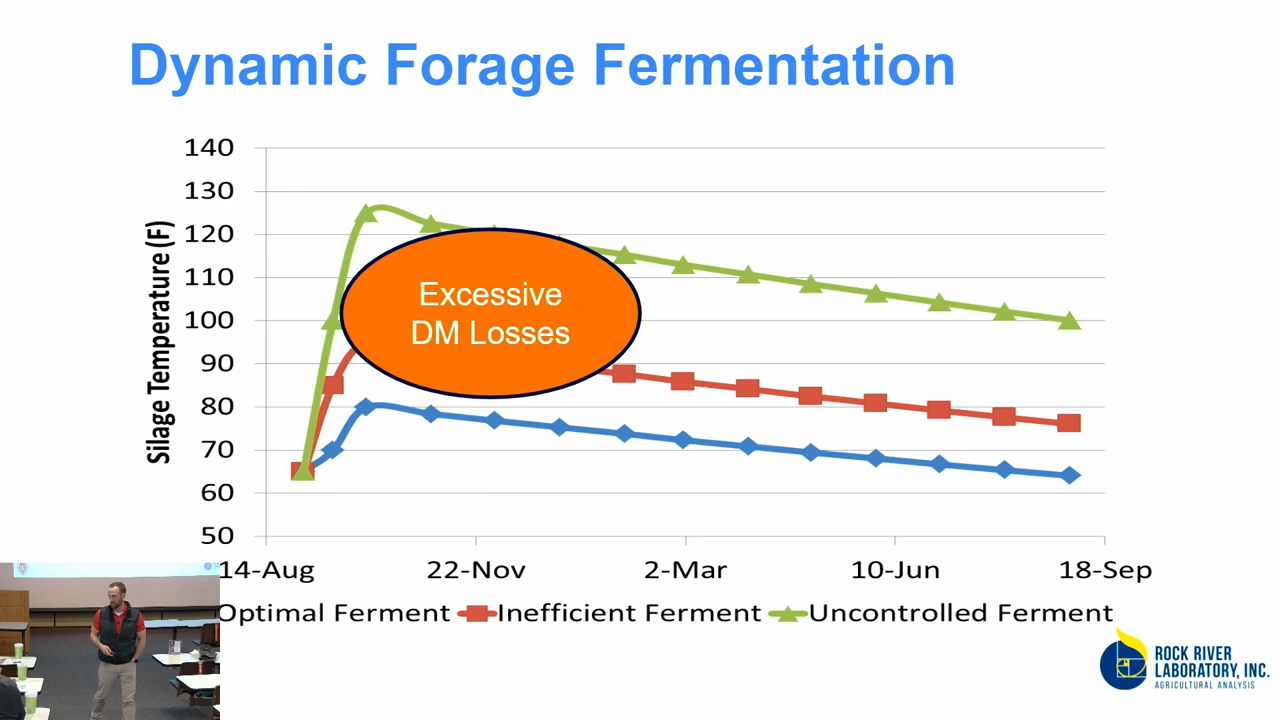 Dynamic Forage Fermentation
140
130
120
110
100
90
80
70
60
50
Silage Temperature (F)
Excessive
DM Losses
14-Aug 22-Nov 2-Mar 10-Jun 18-Sep
Optimal Ferment Inefficient Ferment Uncontrolled Ferment
ROCK RIVER
LABORATORY, INC.
AGRICULTURAL ANALYSIS